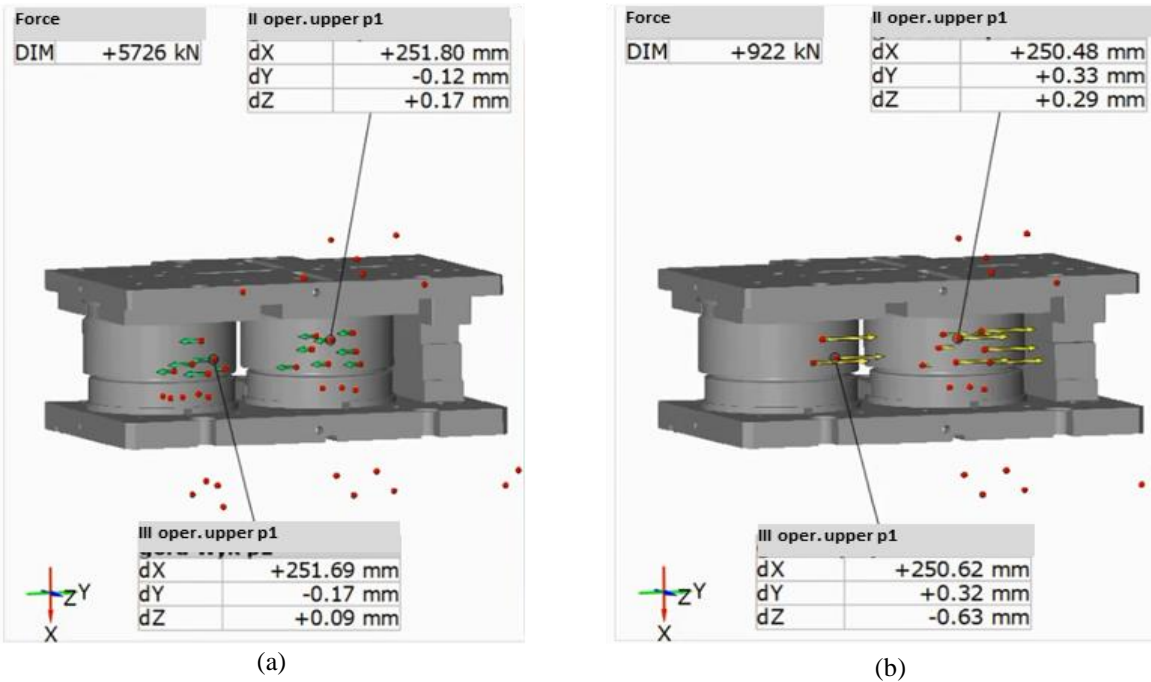 Force
DIM +5726 kN
II oper.upper p1
dX +251.80 mm
dY -0.12 mm
dZ +0.17 mm
III oper.upper p1
dX +251.69 mm
dY -0.17 mm
dZ +0.09 mm
Z Y
X
(a)
Force
DIM +922 kN
II oper.upper p1
dX +250.48 mm
dY +0.33 mm
dZ +0.29 mm
III oper.upper p1
dX +250.62 mm
dY +0.32 mm
dZ -0.63 mm
Z Y
X
(b)